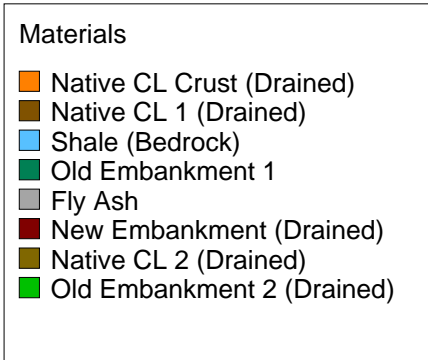 Materials
Native CL Crust (Drained)
Native CL 1 (Drained)
Shale (Bedrock)
Old Embankment 1
Fly Ash
New Embankment (Drained)
Native CL 2 (Drained)
Old Embankment 2 (Drained)